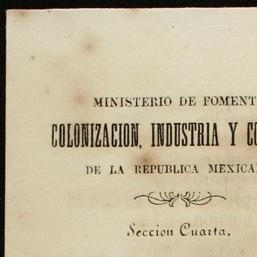 MINISTERIO DE FOMENT
COLONIZACION, INDUSTRIA Y CO
DE LA REPUBLICA MEXICA
Seccion Cuarta.